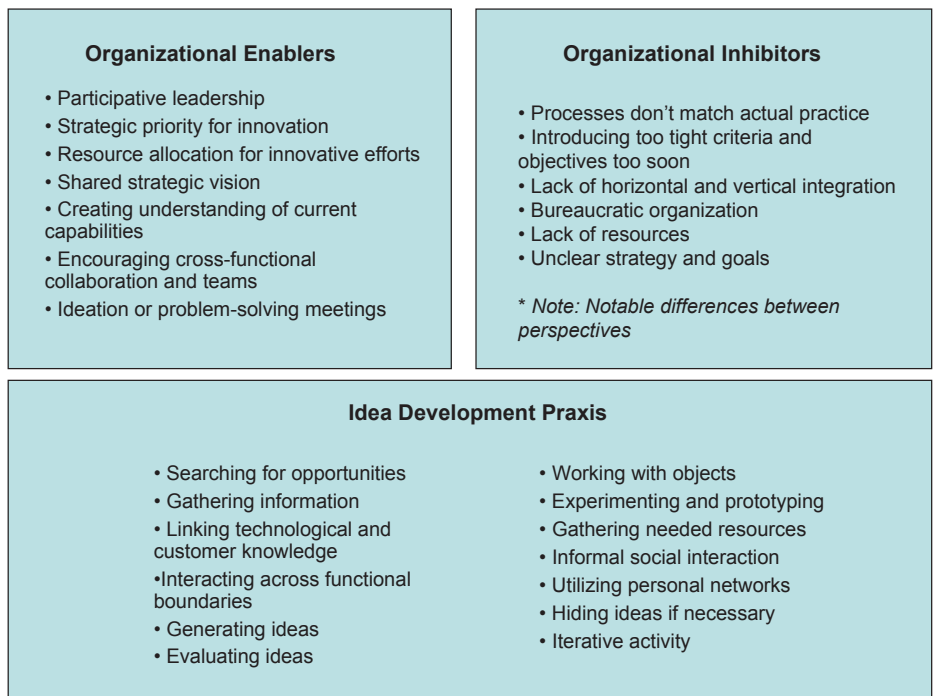 Organizational Enablers
• Participative leadership
• Strategic priority for innovation
• Resource allocation for innovative efforts
• Shared strategic vision
• Creating understanding of current
capabilities
• Encouraging cross-functional
collaboration and teams
• Ideation or problem-solving meetings
Organizational Inhibitors
• Processes don’t match actual practice
• Introducing too tight criteria and
objectives too soon
• Lack of horizontal and vertical integration
• Bureaucratic organization
• Lack of resources
• Unclear strategy and goals
* Note: Notable differences between
perspectives
Idea Development Praxis
• Searching for opportunities
• Gathering information
• Linking technological and
customer knowledge
•Interacting across functional
boundaries
• Generating ideas
• Evaluating ideas
• Working with objects
• Experimenting and prototyping
• Gathering needed resources
• Informal social interaction
• Utilizing personal networks
• Hiding ideas if necessary
• Iterative activity